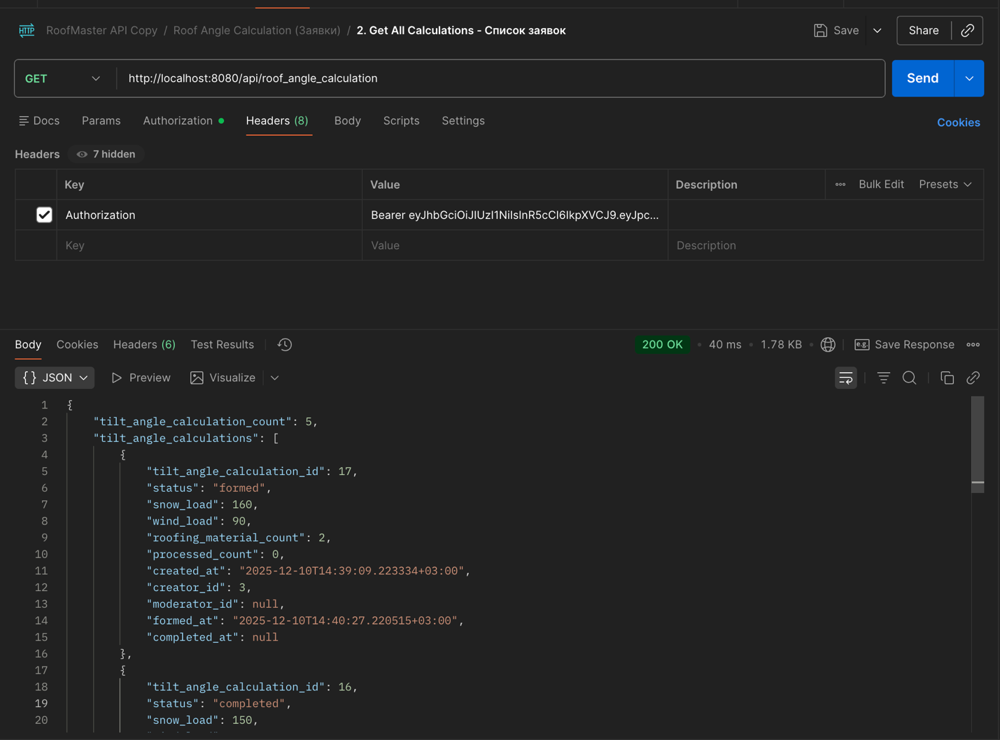 HTTP RoofMaster API Copy / Roof Angle Calculation (Заявки) / 2. Get All Calculations - Список заявок Save Share
GET http://localhost:8080/api/roof_angle_calculation Send
Docs Params Authorization Headers (8) Body Scripts Settings Cookies
Headers 7 hidden
Key Value Description Bulk Edit Presets
Authorization Bearer eyJhbGciOiJIUzI1NiIsInR5cCI6IkpXVCJ9.eyJpc...
Key Value Description
Body Cookies Headers (6) Test Results 200 OK • 40 ms • 1.78 KB • e.g. Save Response
{} JSON Preview Visualize
1 {
2 "tilt_angle_calculation_count": 5,
3 "tilt_angle_calculations": [
4 {
5 "tilt_angle_calculation_id": 17,
6 "status": "formed",
7 "snow_load": 160,
8 "wind_load": 90,
9 "roofing_material_count": 2,
10 "processed_count": 0,
11 "created_at": "2025-12-10T14:39:09.223334+03:00",
12 "creator_id": 3,
13 "moderator_id": null,
14 "formed_at": "2025-12-10T14:40:27.220515+03:00",
15 "completed_at": null
16 },
17 {
18 "tilt_angle_calculation_id": 16,
19 "status": "completed",
20 "snow_load": 150,